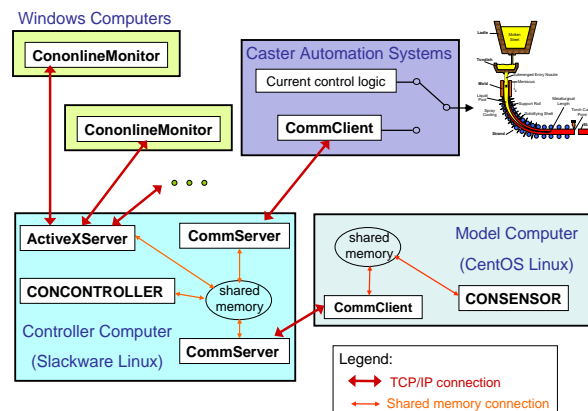 Windows Computers
CononlineMonitor
CononlineMonitor
Caster Automation Systems
Current control logic
CommClient
Ladle
Molten
Steel
Tundish
Submerged Entry Nozzle
Meniscus
Mold
Liquid
Pool
Support Roll
Spray
Cooling
Solidifying Shell
Metallurgical
Length
Strand
Point
ActiveXServer
CommServer
CONCONTROLLER
shared
memory
Controller Computer
(Slackware Linux)
CommServer
shared
memory
Model Computer
(CentOS Linux)
CommClient
CONSENSOR
Legend:
TCP/IP connection
Shared memory connection